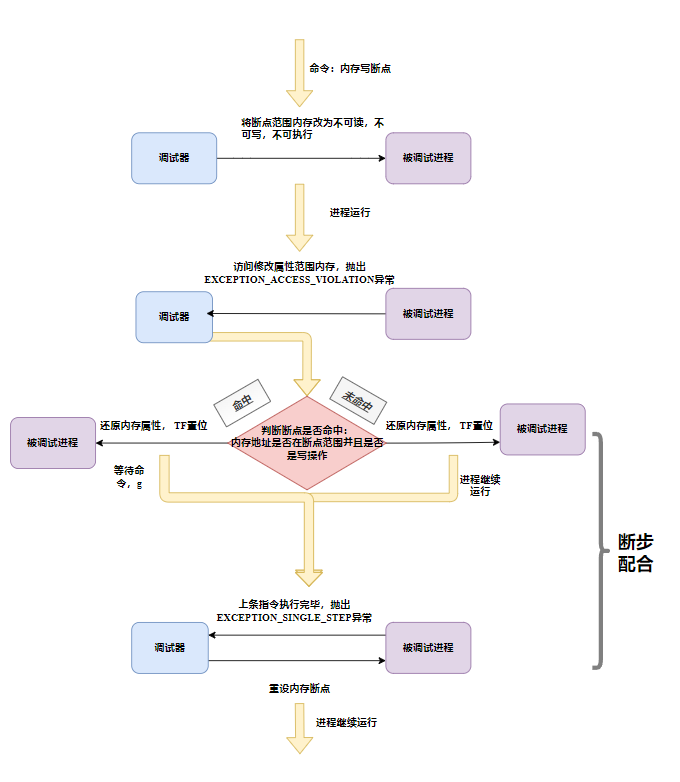 命令：内存写断点
将断点范围内存改为不可读，不
可写，不可执行
调试器
被调试进程
进程运行
访问修改属性范围内存，抛出
EXCEPTION_ACCESS_VIOLATION异常
调试器
被调试进程
命中
未命中
还原内存属性， TF置位
判断断点是否命中：
内存地址是否在断点范围并且是否
是写操作
还原内存属性， TF置位
被调试进程
被调试进程
等待命
令，g
进程继续
运行
断步
配合
上条指令执行完毕，抛出
EXCEPTION_SINGLE_STEP异常
调试器
被调试进程
重设内存断点
进程继续运行